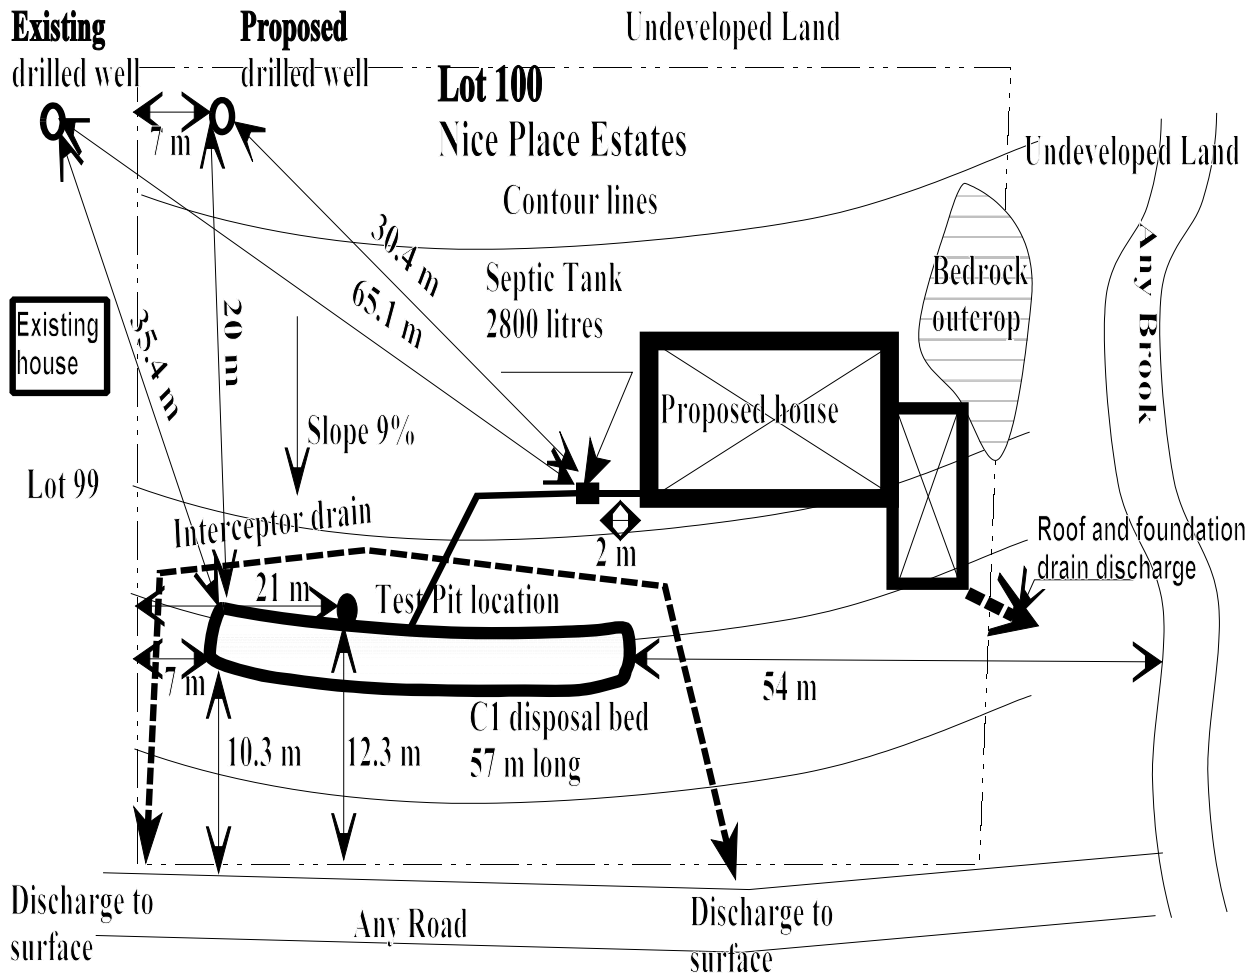 Existing
drilled well
Proposed
drilled well
Undeveloped Land
Lot 100
Nice Place Estates
7 m
Undeveloped Land
Contour lines
30.4 m
65.1 m
Septic Tank
2800 litres
Bedrock
outcrop
Any Brook
Existing
house
35.4 m
20 m
Proposed house
Slope 9%
Lot 99
Interceptor drain
2 m
Roof and foundation
drain discharge
21 m
Test Pit location
7 m
54 m
C1 disposal bed
57 m long
10.3 m
12.3 m
Discharge to
surface
Any Road
Discharge to
surface